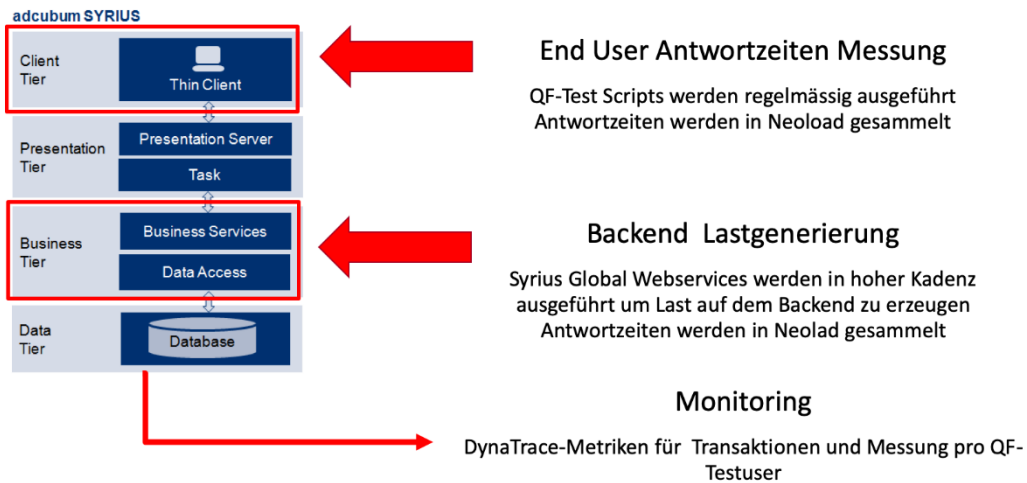 adcubum SYRIUS
Client
Tier
Thin Client
Presentation
Tier
Presentation Server
Task
Business
Tier
Business Services
Data Access
Data
Tier
Database
End User Antwortzeiten Messung
QF-Test Scripts werden regelmässig ausgeführt
Antwortzeiten werden in Neoload gesammelt
Backend Lastgenerierung
Syrius Global Webservices werden in hoher Kadenz
ausgeführt um Last auf dem Backend zu erzeugen
Antwortzeiten werden in Neolad gesammelt
Monitoring
DynaTrace-Metriken für Transaktionen und Messung pro QF-
Testuser